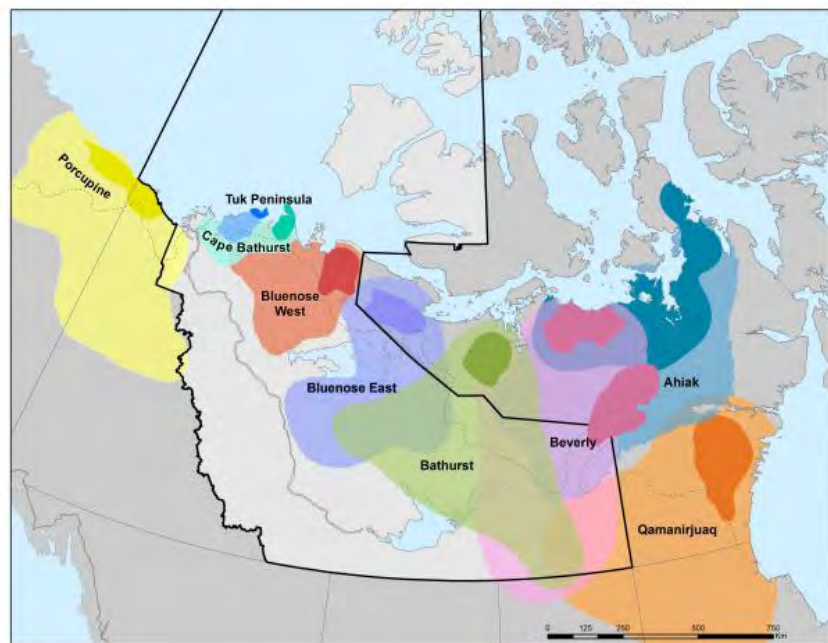 Porcupine
Tuk Peninsula
Cape Bathurst
Bluenose
West
Bluenose East
Ahiak
Beverly
Bathurst
Qamanirjuaq
0 125 250 500 750
Km